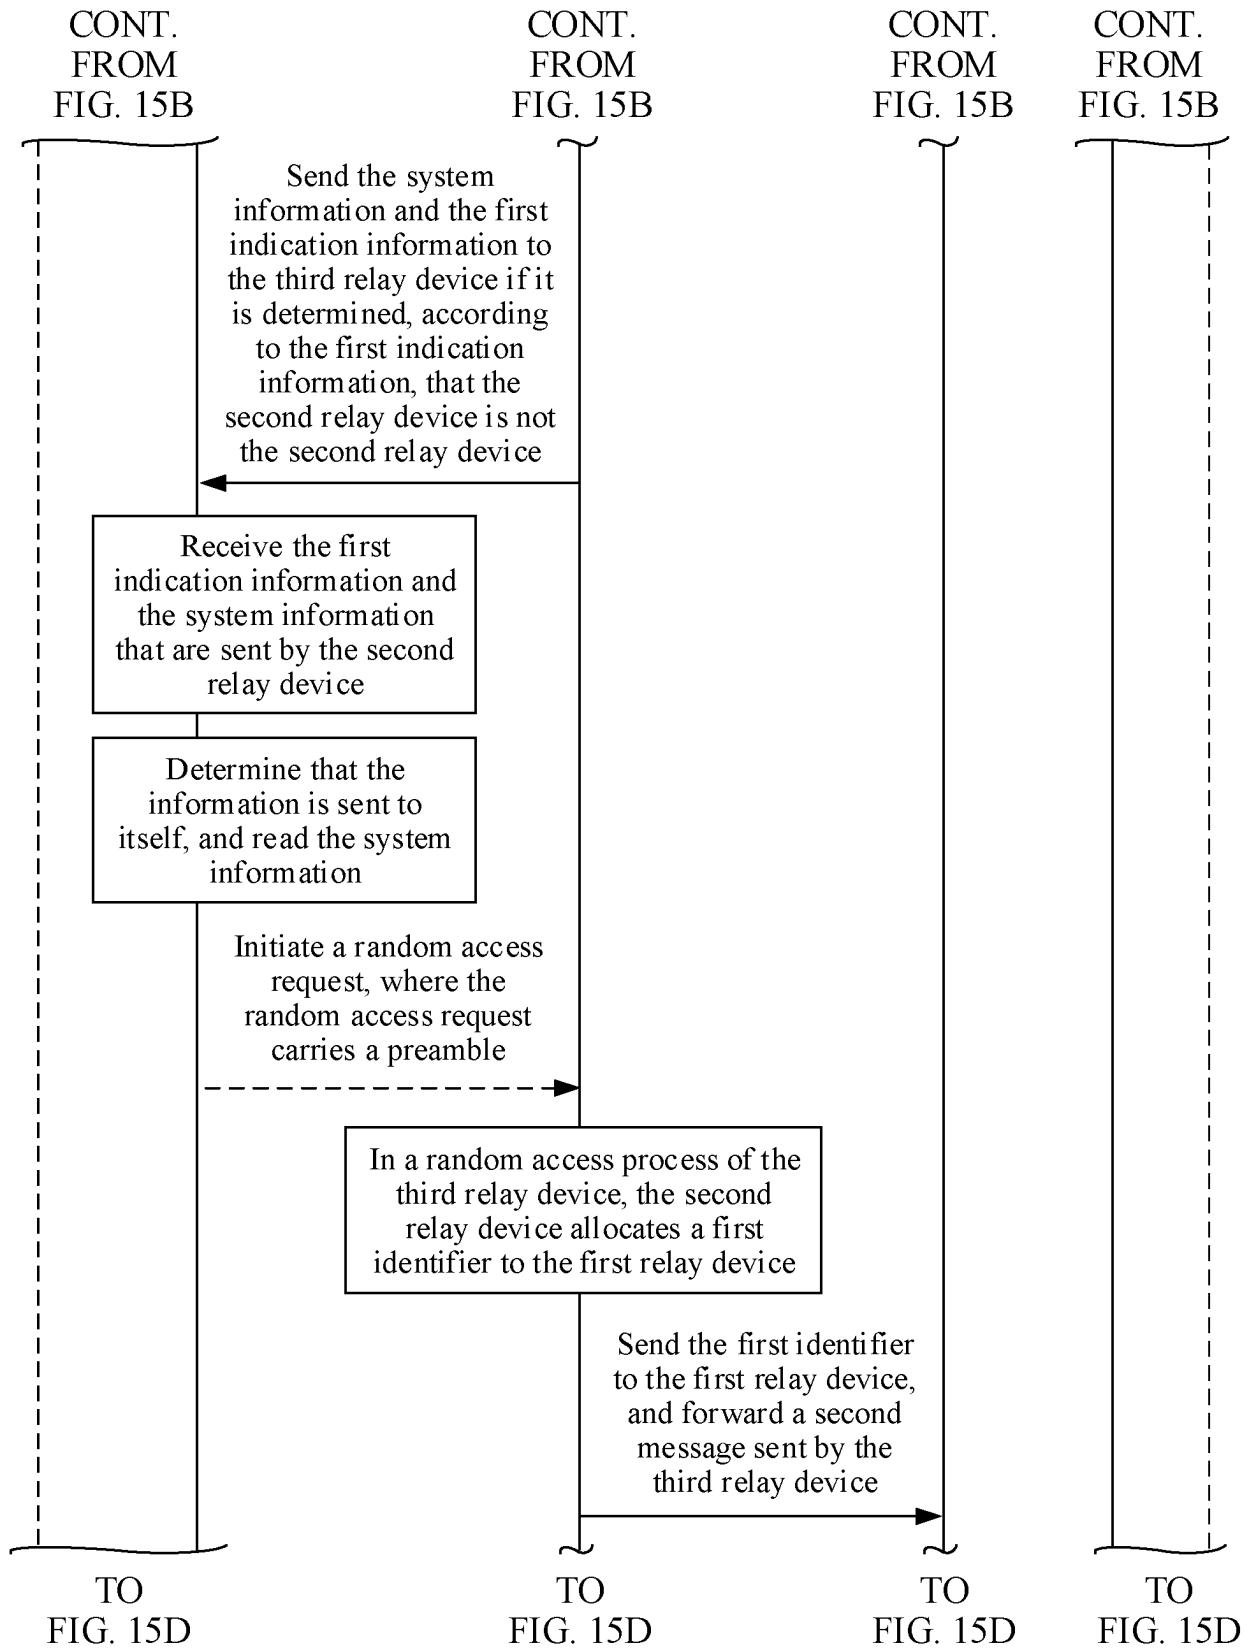 CONT.
FROM
FIG. 15B
CONT.
FROM
FIG. 15B
CONT.
FROM
FIG. 15B
CONT.
FROM
FIG. 15B
Send the system
information and the first
indication information to
the third relay device if it
is determined, according
to the first indication
information, that the
second relay device is not
the second relay device
Receive the first
indication information and
the system information
that are sent by the second
relay device
Determine that the
information is sent to
itself, and read the system
information
Initiate a random access
request, where the
random access request
carries a preamble
In a random access process of the
third relay device, the second
relay device allocates a first
identifier to the first relay device
Send the first identifier
to the first relay device,
and forward a second
message sent by the
third relay device
TO
FIG. 15D
TO
FIG. 15D
TO
FIG. 15D
TO
FIG. 15D